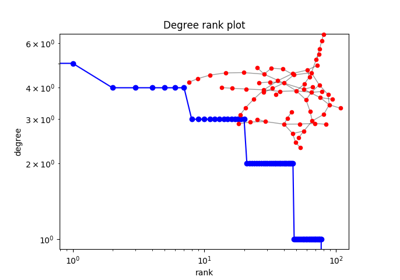 Degree rank plot
6 × 10⁰
4 × 10⁰
3 × 10⁰
2 × 10⁰
10⁰
degree
10⁰ 10¹ 10²
rank